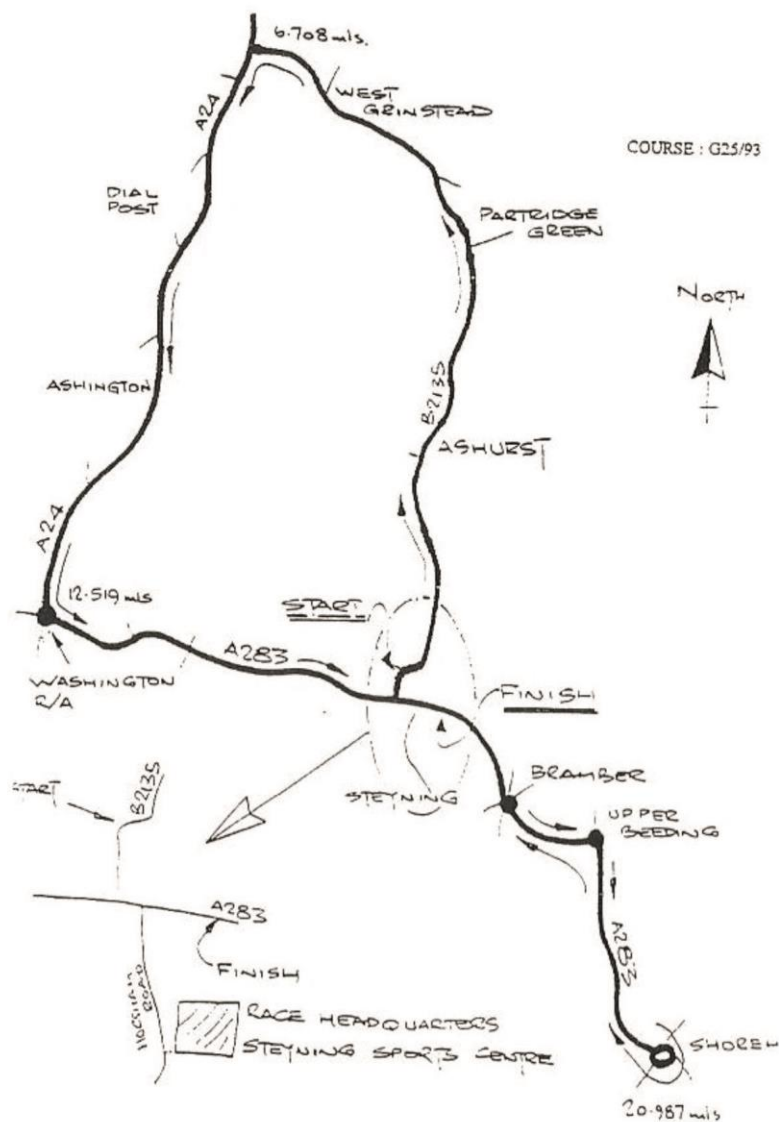 6.708 mls.
WEST
GRINSTEAD
A24
COURSE : G25/93
DIAL
POST
PARTRIDGE
GREEN
NORTH
ASHINGTON
B2135
ASHURST
A24
12.519 mls
START
A283
WASHINGTON
R/A
FINISH
STEYNING
BRAMBER
UPPER
BEEDING
START
B2135
A283
FINISH
HORSHAM
ROAD
A283
RACE HEADQUARTERS
STEYNING SPORTS CENTRE
SHOREH
20.987 mls